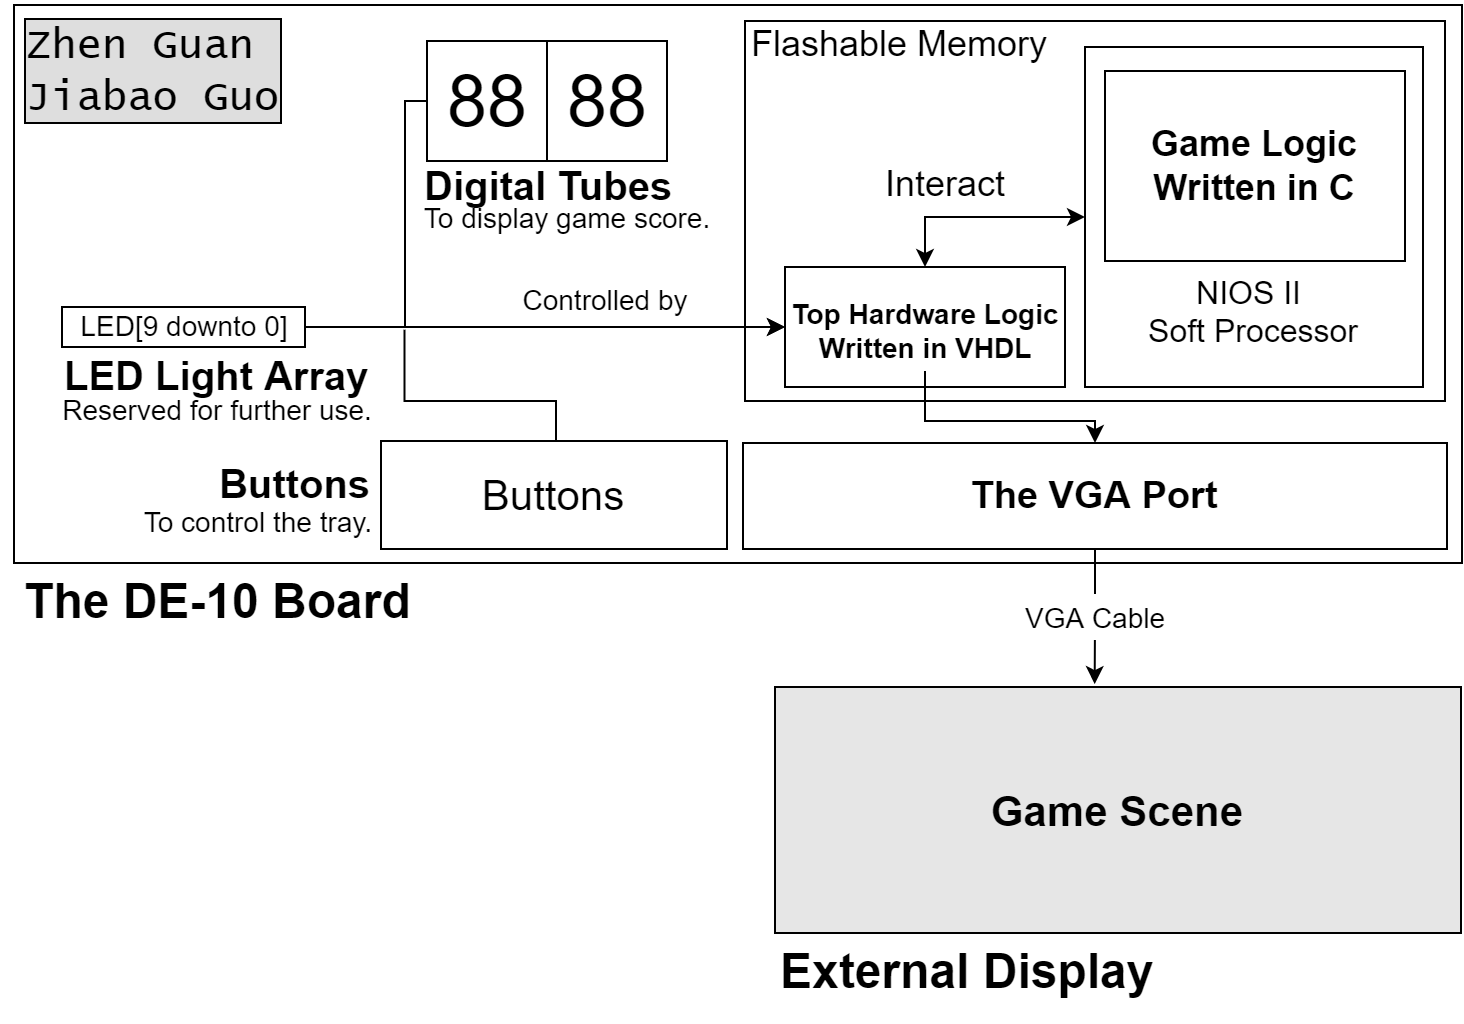 Zhen Guan
Jiabao Guo
88 88
Digital Tubes
To display game score.
Flashable Memory
Game Logic
Written in C
NIOS II
Soft Processor
Interact
Top Hardware Logic
Written in VHDL
Controlled by
LED[9 downto 0]
LED Light Array
Reserved for further use.
Buttons
To control the tray.
Buttons
The VGA Port
The DE-10 Board
VGA Cable
Game Scene
External Display